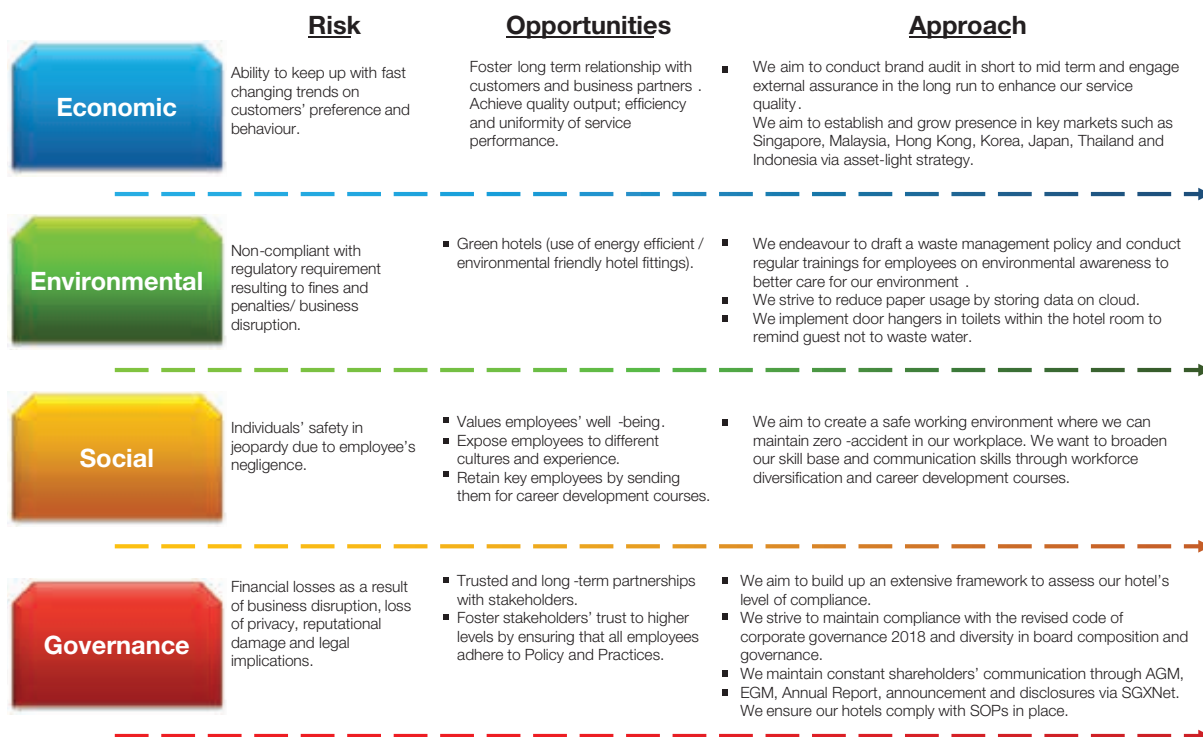 Risk
Opportunities
Approach
Economic
Ability to keep up with fast
changing trends on
customers' preference and
behaviour.
Foster long term relationship with
customers and business partners .
Achieve quality output; efficiency
and uniformity of service
performance.
▪ We aim to conduct brand audit in short to mid term and engage
external assurance in the long run to enhance our service
quality.
We aim to establish and grow presence in key markets such as
Singapore, Malaysia, Hong Kong, Korea, Japan, Thailand and
Indonesia via asset-light strategy.
Environmental
Non-compliant with
regulatory requirement
resulting to fines and
penalties/ business
disruption.
▪ Green hotels (use of energy efficient /
environmental friendly hotel fittings).
▪ We endeavour to draft a waste management policy and conduct
regular trainings for employees on environmental awareness to
better care for our environment .
▪ We strive to reduce paper usage by storing data on cloud.
▪ We implement door hangers in toilets within the hotel room to
remind guest not to waste water.
Social
Individuals' safety in
jeopardy due to employee's
negligence.
▪ Values employees' well -being.
▪ Expose employees to different
cultures and experience.
▪ Retain key employees by sending
them for career development courses.
▪ We aim to create a safe working environment where we can
maintain zero -accident in our workplace. We want to broaden
our skill base and communication skills through workforce
diversification and career development courses.
Governance
Financial losses as a result
of business disruption, loss
of privacy, reputational
damage and legal
implications.
▪ Trusted and long -term partnerships
with stakeholders.
▪ Foster stakeholders' trust to higher
levels by ensuring that all employees
adhere to Policy and Practices.
▪ We aim to build up an extensive framework to assess our hotel's
level of compliance.
▪ We strive to maintain compliance with the revised code of
corporate governance 2018 and diversity in board composition and
governance.
▪ We maintain constant shareholders' communication through AGM,
▪ EGM, Annual Report, announcement and disclosures via SGXNet.
We ensure our hotels comply with SOPs in place.